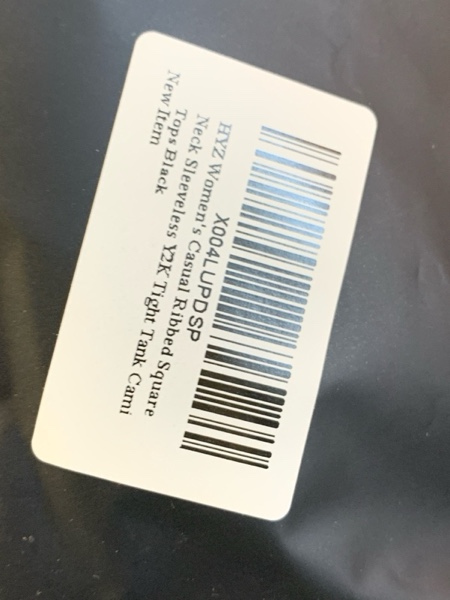 X004LUPDSP
HYZ Women's Casual Ribbed Square
Neck Sleeveless Y2K Tight Tank Cami
Tops Black
New Item